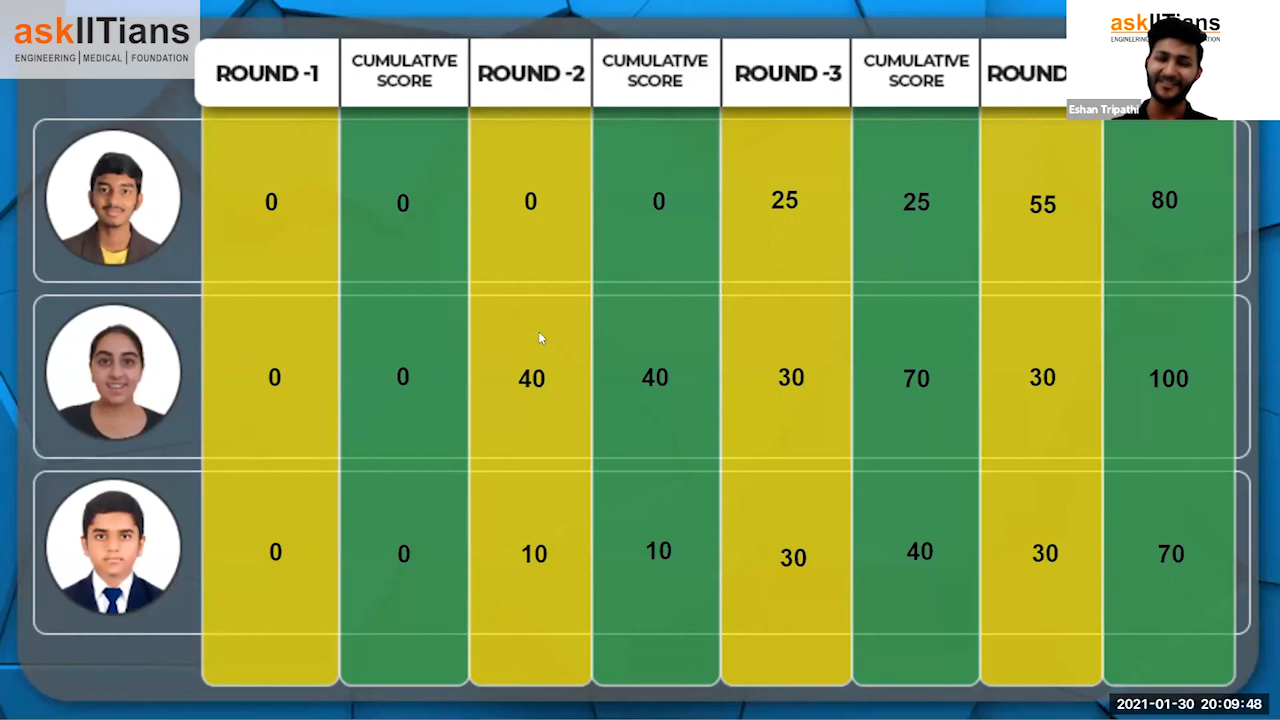 askIITians
ENGINEERING | MEDICAL | FOUNDATION
ROUND -1
CUMULATIVE SCORE
ROUND -2
CUMULATIVE SCORE
ROUND -3
CUMULATIVE SCORE
ROUND
askIITians
Eshan Tripathi
0 0 0 0 25 25 55 80
0 0 40 40 30 70 30 100
0 0 10 10 30 40 30 70
2021-01-30 20:09:48